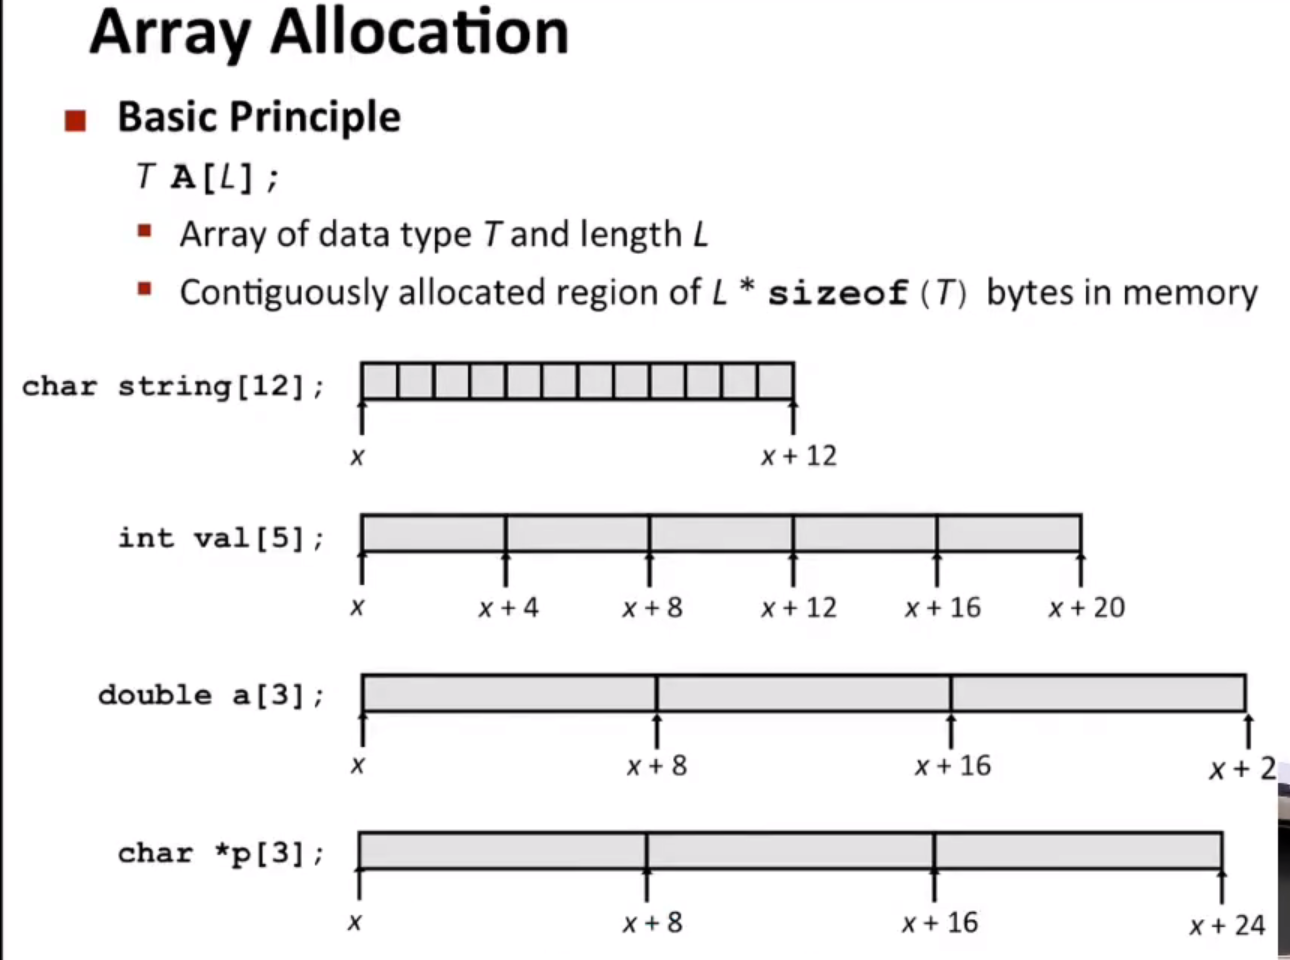 Array Allocation
Basic Principle
T A[L];
Array of data type T and length L
Contiguously allocated region of L * sizeof(T) bytes in memory
char string[12];
x x + 12
int val[5];
x x + 4 x + 8 x + 12 x + 16 x + 20
double a[3];
x x + 8 x + 16 x + 2
char *p[3];
x x + 8 x + 16 x + 24